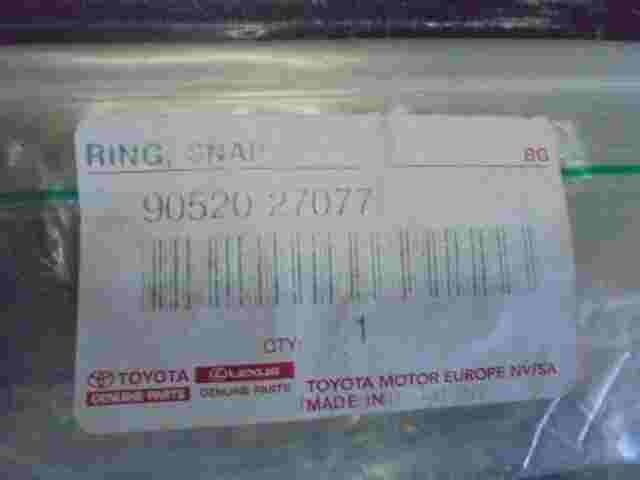 RING, SNAP
BG
90520 27077
QTY:
1
TOYOTA
GENUINE PARTS
LEXUS
GENUINE PARTS
TOYOTA MOTOR EUROPE NV/SA
MADE IN